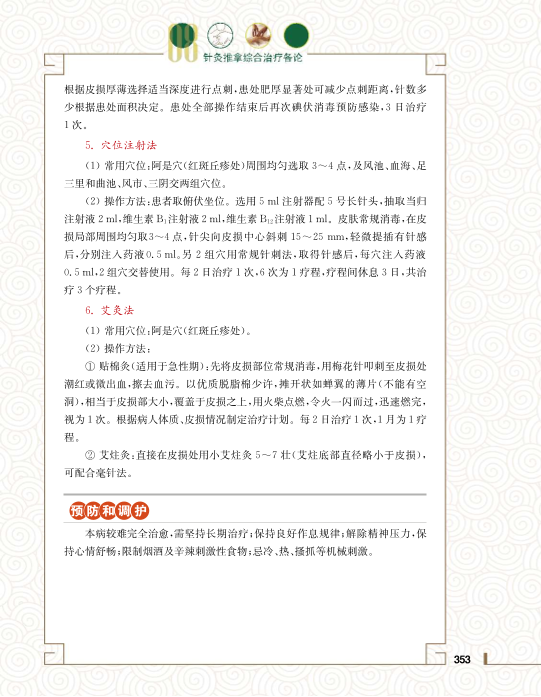 08
针灸推拿综合治疗各论
根据皮损厚薄选择适当深度进行点刺,患处肥厚显著处可减少点刺距离,针数多
少根据患处面积决定。患处全部操作结束后再次碘伏消毒预防感染,3 日治疗
1 次。
5. 穴位注射法
(1) 常用穴位:阿是穴(红斑丘疹处)周围均匀选取 3～4 点,及风池、血海、足
三里和曲池、风市、三阴交两组穴位。
(2) 操作方法:患者取俯伏坐位。选用 5 ml 注射器配 5 号长针头,抽取当归
注射液 2 ml,维生素 B₁注射液 2 ml,维生素 B₁₂注射液 1 ml。皮肤常规消毒,在皮
损局部周围均匀取3～4 点,针尖向皮损中心斜刺 15～25 mm,轻微提插有针感
后,分别注入药液0.5 ml。另 2 组穴用常规针刺法,取得针感后,每穴注入药液
0.5 ml,2 组穴交替使用。每 2 日治疗 1 次,6 次为 1 疗程,疗程间休息 3 日,共治
疗 3 个疗程。
6. 艾灸法
(1) 常用穴位:阿是穴(红斑丘疹处)。
(2) 操作方法:
① 贴棉灸(适用于急性期):先将皮损部位常规消毒,用梅花针叩刺至皮损处
潮红或微出血,擦去血污。以优质脱脂棉少许,摊开状如蝉翼的薄片(不能有空
洞),相当于皮损部大小,覆盖于皮损之上,用火柴点燃,令火一闪而过,迅速燃完,
视为 1 次。根据病人体质、皮损情况制定治疗计划。每 2 日治疗 1 次,1 月为 1 疗
程。
② 艾炷灸:直接在皮损处用小艾炷灸 5～7 壮(艾炷底部直径略小于皮损),
可配合毫针法。
预防和调护
本病较难完全治愈,需坚持长期治疗;保持良好作息规律;解除精神压力,保
持心情舒畅;限制烟酒及辛辣刺激性食物;忌冷、热、搔抓等机械刺激。
353